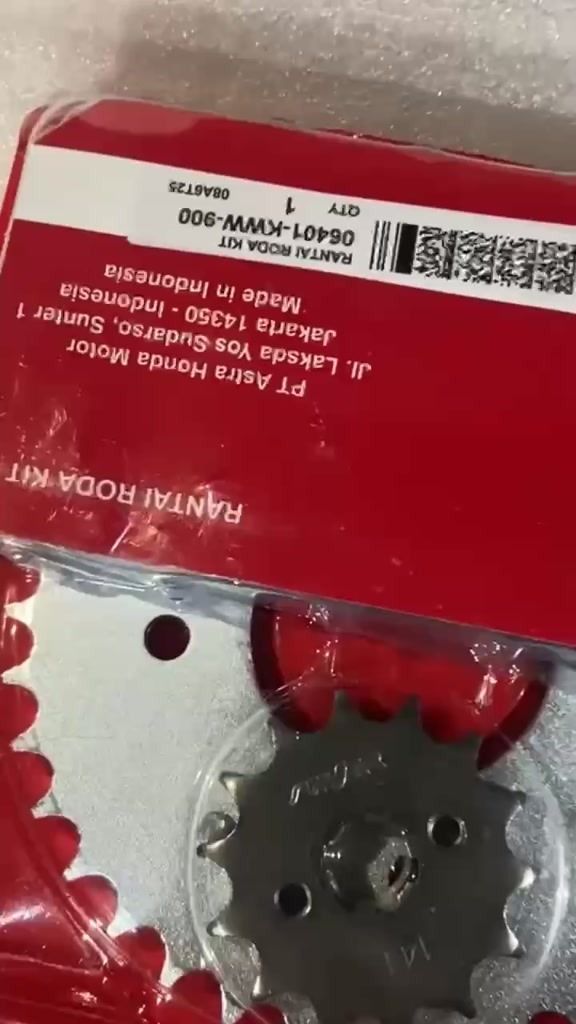 RANTAI RODA KIT
PT Astra Honda Motor
Jl. Laksda Yos Sudarso, Sunter 1
Jakarta 14350 - Indonesia
Made in Indonesia
RANTAI RODA KIT
06401-KWW-900
QTY 1
08A6T25
14T